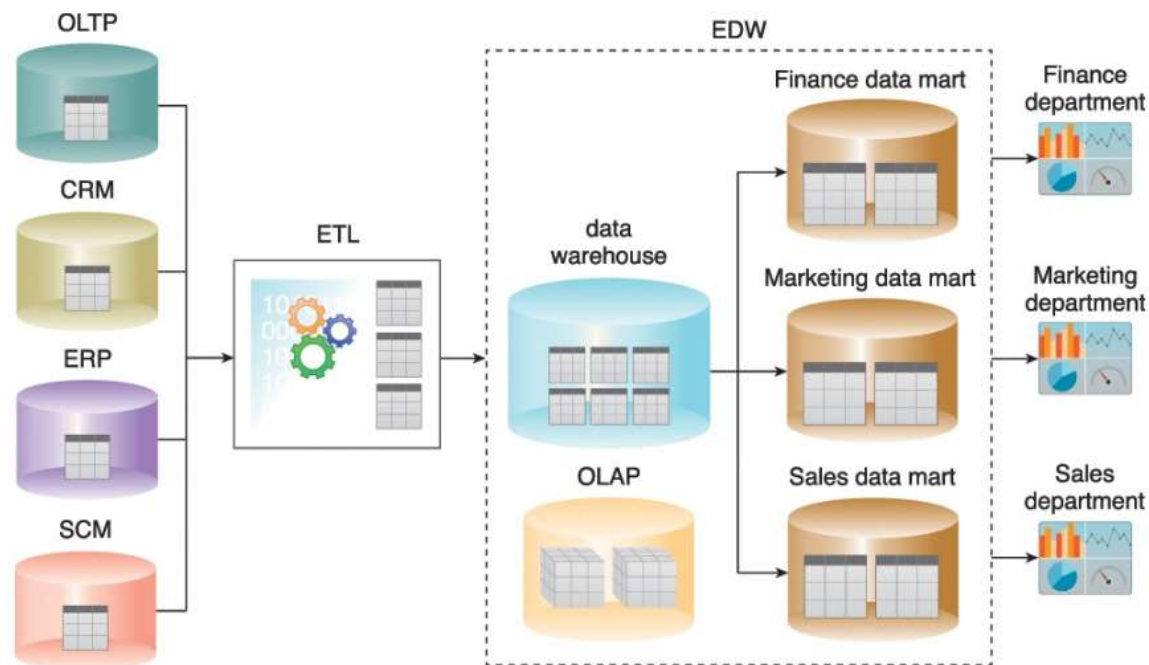 OLTP
CRM
ERP
SCM
ETL
EDW
data
warehouse
OLAP
Finance data mart
Marketing data mart
Sales data mart
Finance
department
Marketing
department
Sales
department